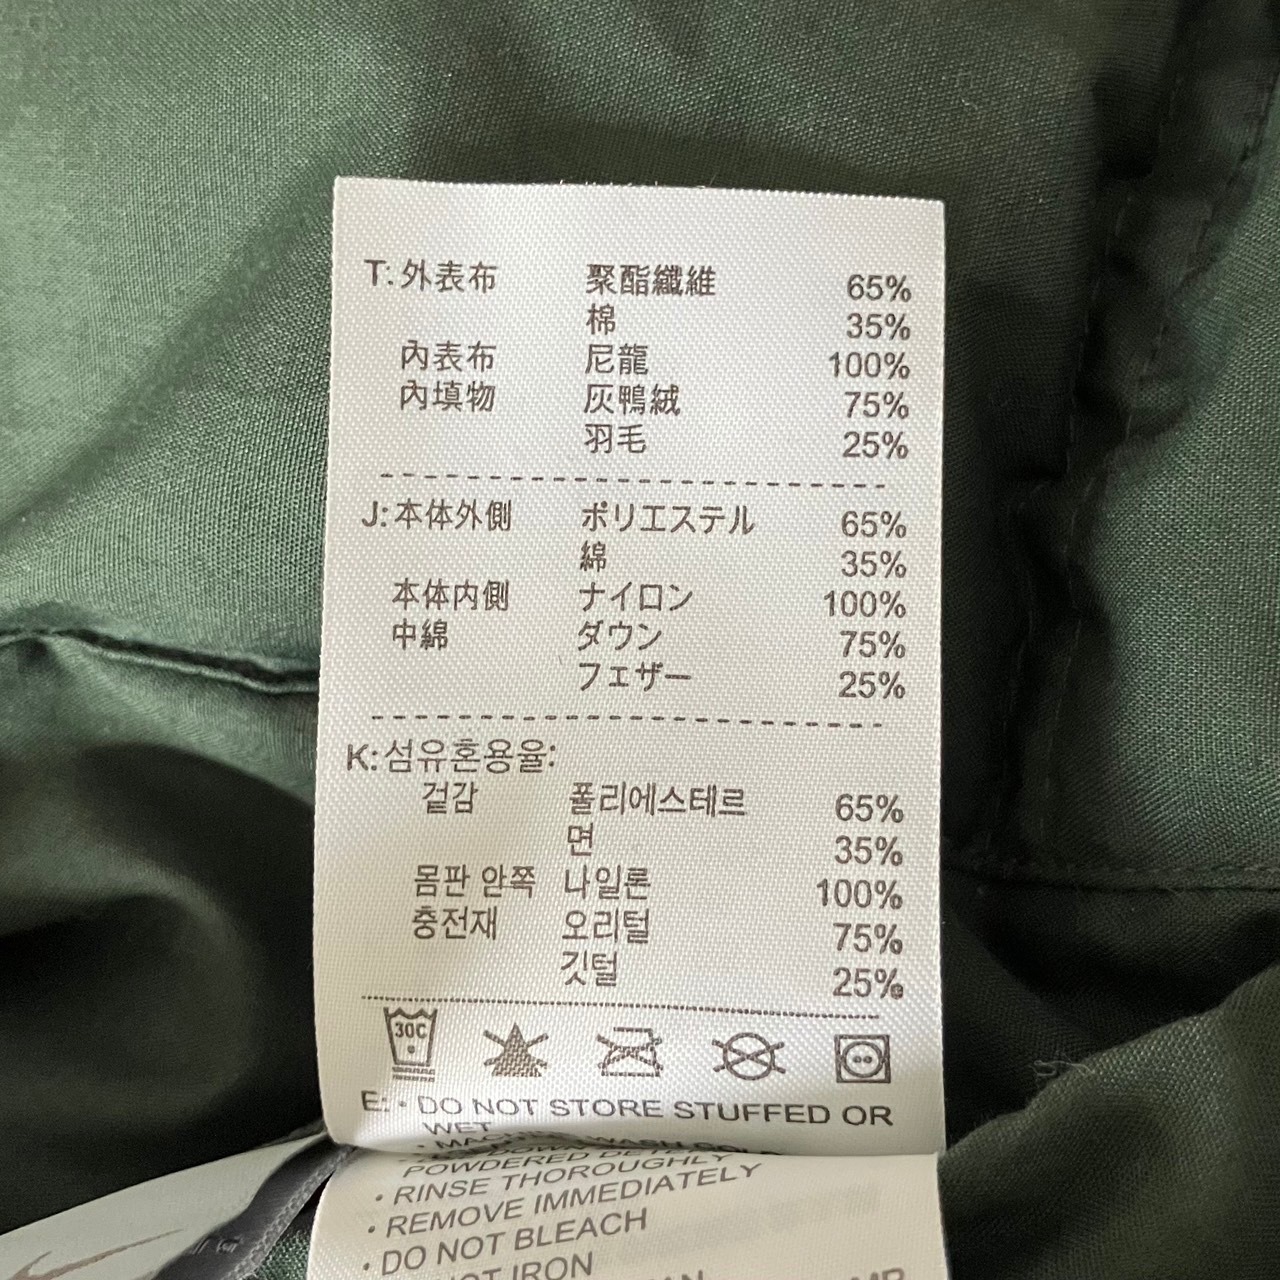 T: 外表布 聚酯纖維 65%
棉 35%
內表布 尼龍 100%
內填物 灰鴨絨 75%
羽毛 25%
J: 本体外側 ポリエステル 65%
綿 35%
本体内側 ナイロン 100%
中綿 ダウン 75%
フェザー 25%
K: 섬유혼용율:
겉감 폴리에스테르 65%
면 35%
몸판 안쪽 나일론 100%
충전재 오리털 75%
깃털 25%
30C
E: • DO NOT STORE STUFFED OR
WET
POWDERED
• RINSE THOROUGHLY
• REMOVE IMMEDIATELY
• DO NOT BLEACH
IRON